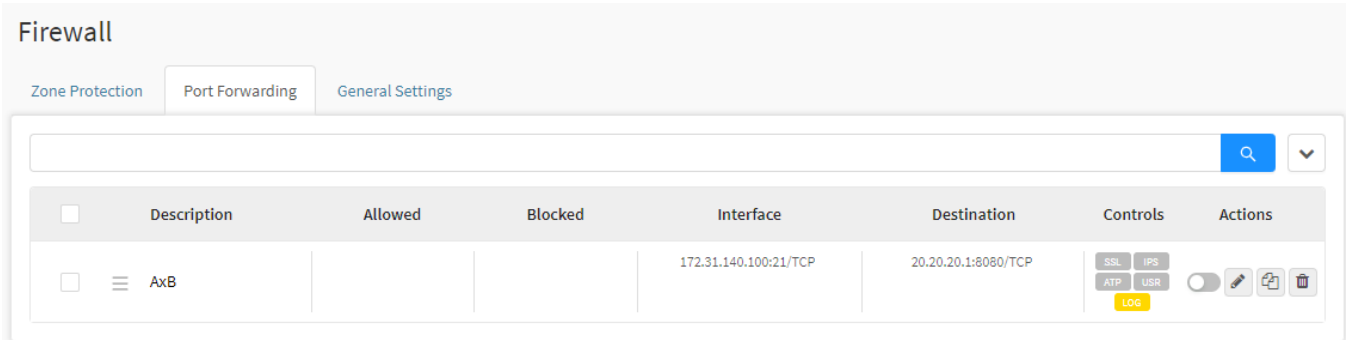 Firewall
Zone Protection Port Forwarding General Settings
Description Allowed Blocked Interface Destination Controls Actions
AxB 172.31.140.100:21/TCP 20.20.20.1:8080/TCP
SSL IPS
ATP USR
LOG